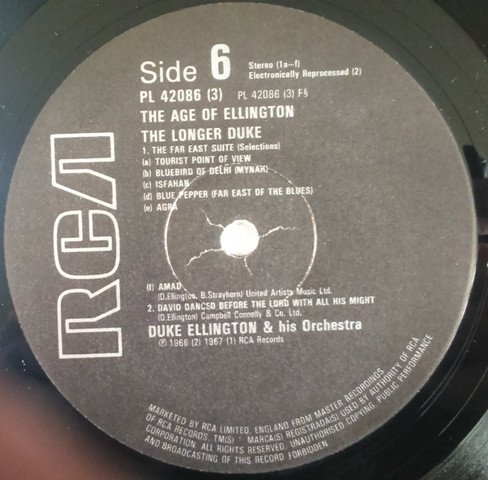 Side 6
Stereo (1a-f)
Electronically Reprocessed (2)
PL 42086 (3) PL 42086 (3) F§
THE AGE OF ELLINGTON
THE LONGER DUKE
1. THE FAR EAST SUITE (Selections)
(a) TOURIST POINT OF VIEW
(b) BLUEBIRD OF DELHI (MYNAH)
(c) ISFAHAN
(d) BLUE PEPPER (FAR EAST OF THE BLUES)
(e) AGRA
(f) AMAD
(D.Ellington, B.Strayhorn) United Artists Music Ltd.
2. DAVID DANCED BEFORE THE LORD WITH ALL HIS MIGHT
(D.Ellington) Campbell Connelly & Co. Ltd.
DUKE ELLINGTON & his Orchestra
℗ 1966 (2) 1967 (1) RCA Records
RCA
MARKETED BY RCA LIMITED, ENGLAND FROM MASTER RECORDINGS
OF RCA RECORDS. TM(S) ® MARCA(S) REGISTRADA(S) USED BY AUTHORITY OF RCA
CORPORATION. ALL RIGHTS RESERVED. UNAUTHORISED COPYING, PUBLIC PERFORMANCE
AND BROADCASTING OF THIS RECORD FORBIDDEN